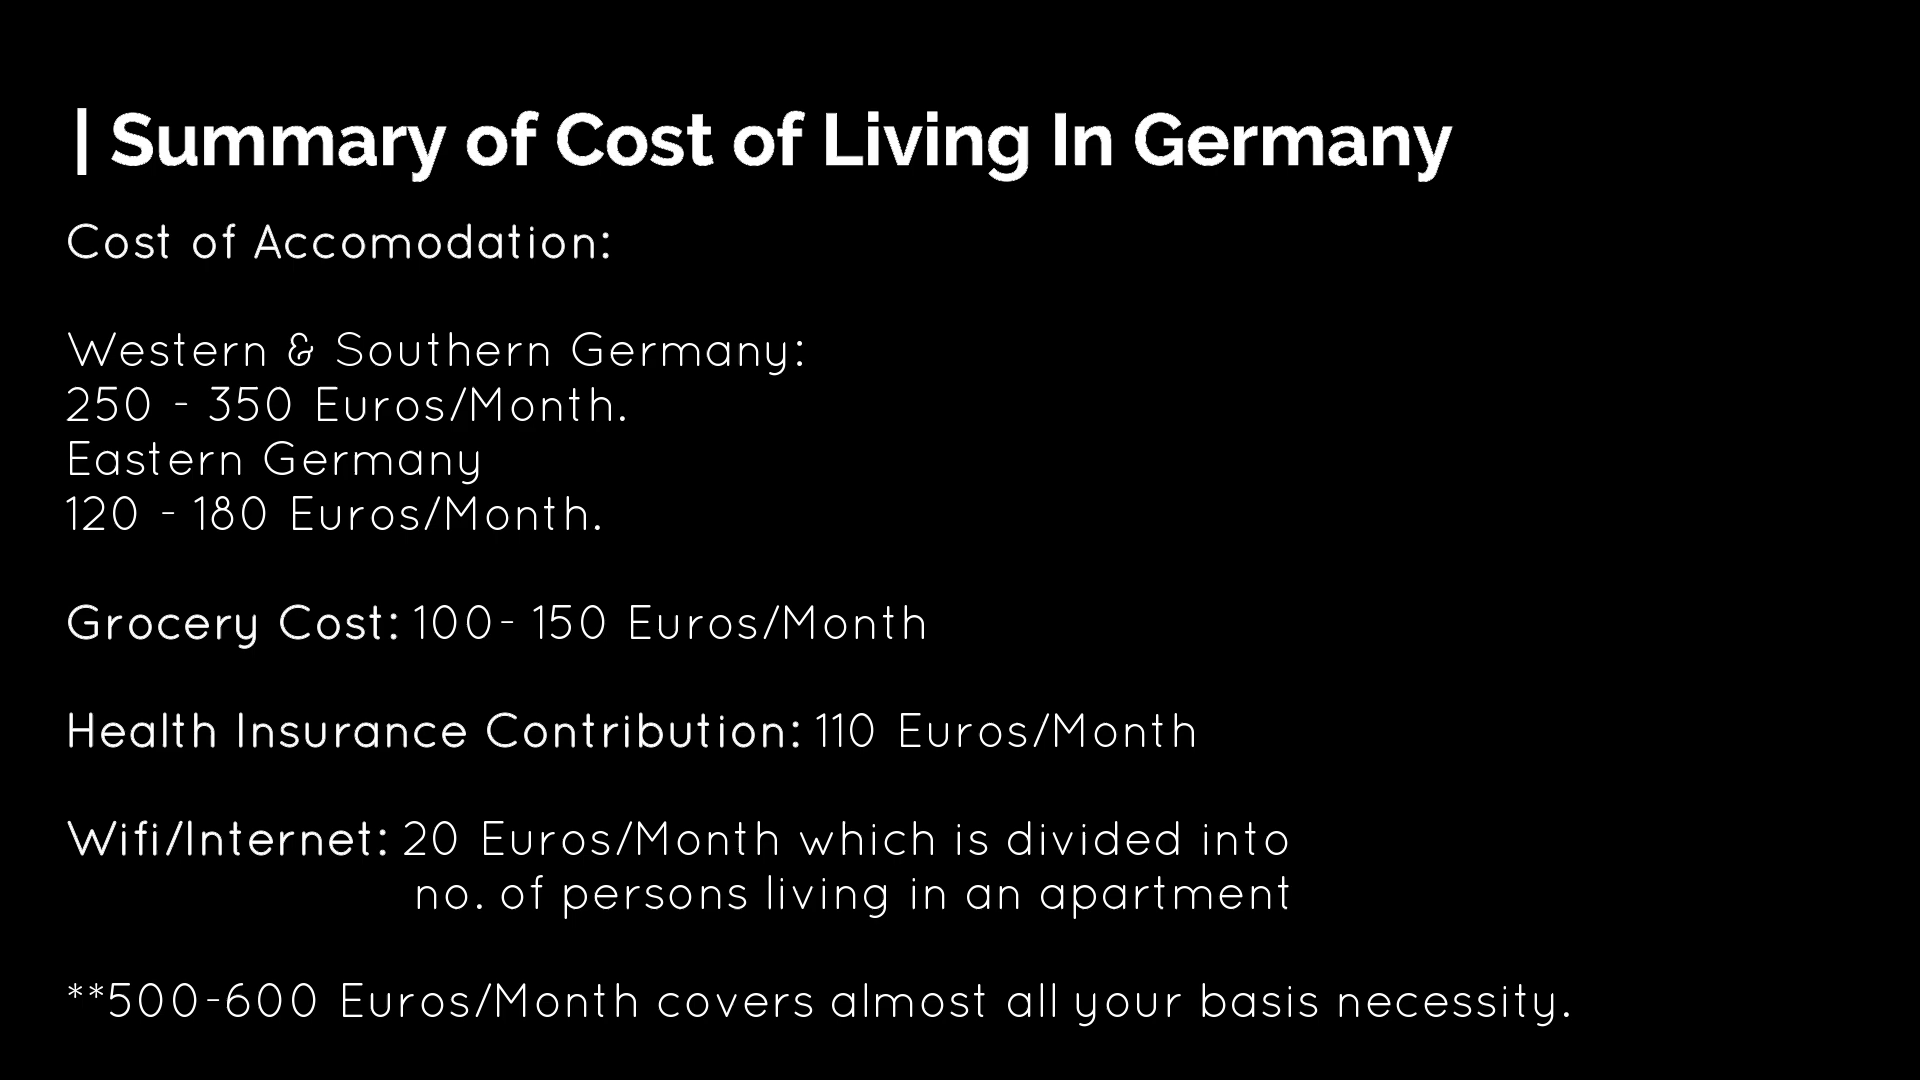 | Summary of Cost of Living In Germany
Cost of Accomodation:
Western & Southern Germany:
250 - 350 Euros/Month.
Eastern Germany
120 - 180 Euros/Month.
Grocery Cost: 100- 150 Euros/Month
Health Insurance Contribution: 110 Euros/Month
Wifi/Internet: 20 Euros/Month which is divided into
no. of persons living in an apartment
**500-600 Euros/Month covers almost all your basis necessity.